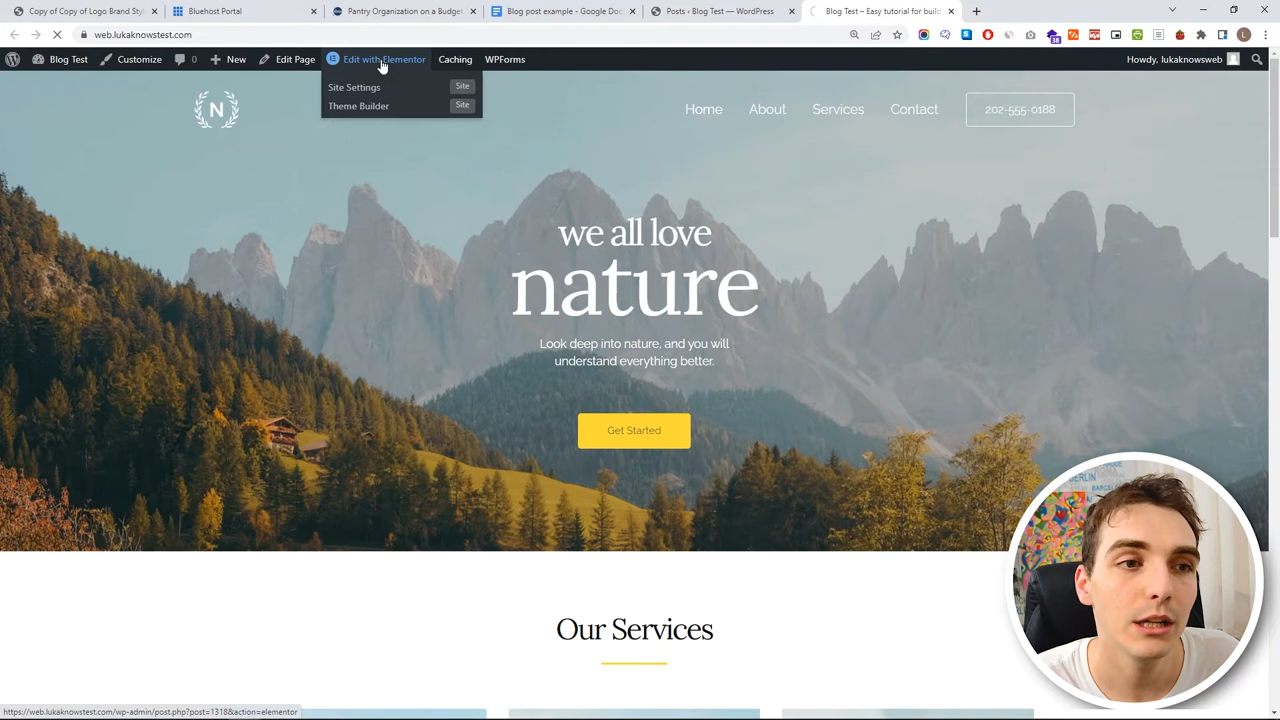 Copy of Copy of Logo Brand Sty
Bluehost Portal
Pantry Organization on a Budget
Blog post example - Google Doc
Posts ‹ Blog Test — WordPress
Blog Test – Easy tutorial for build
web.lukaknowstest.com
38
L
Blog Test
Customize
0
New
Edit Page
Edit with Elementor
Caching
WPForms
Howdy, lukaknowsweb
Site Settings
Site
Theme Builder
Site
N
Home
About
Services
Contact
202-555-0188
we all love
nature
Look deep into nature, and you will
understand everything better.
Get Started
BERLIN
BARCEL
Our Services
https://web.lukaknowstest.com/wp-admin/post.php?post=1318&action=elementor